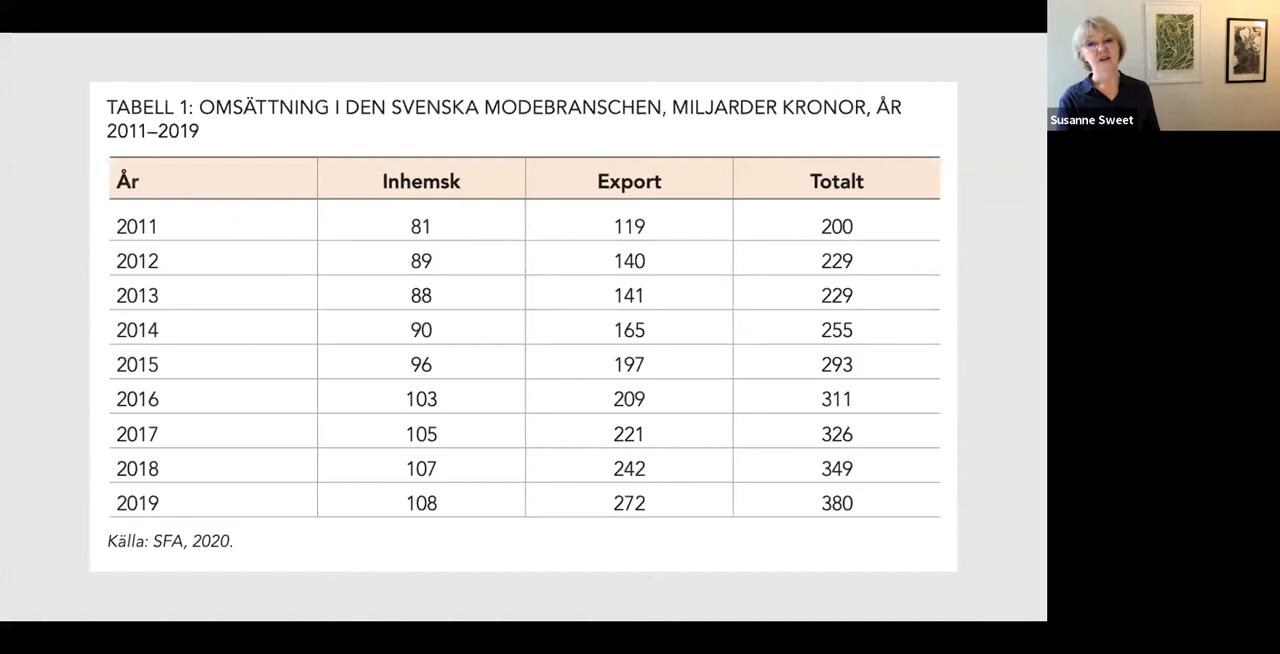 TABELL 1: OMSÄTTNING I DEN SVENSKA MODEBRANSCHEN, MILJARDER KRONOR, ÅR
2011–2019
År Inhemsk Export Totalt
2011 81 119 200
2012 89 140 229
2013 88 141 229
2014 90 165 255
2015 96 197 293
2016 103 209 311
2017 105 221 326
2018 107 242 349
2019 108 272 380
Källa: SFA, 2020.
Susanne Sweet